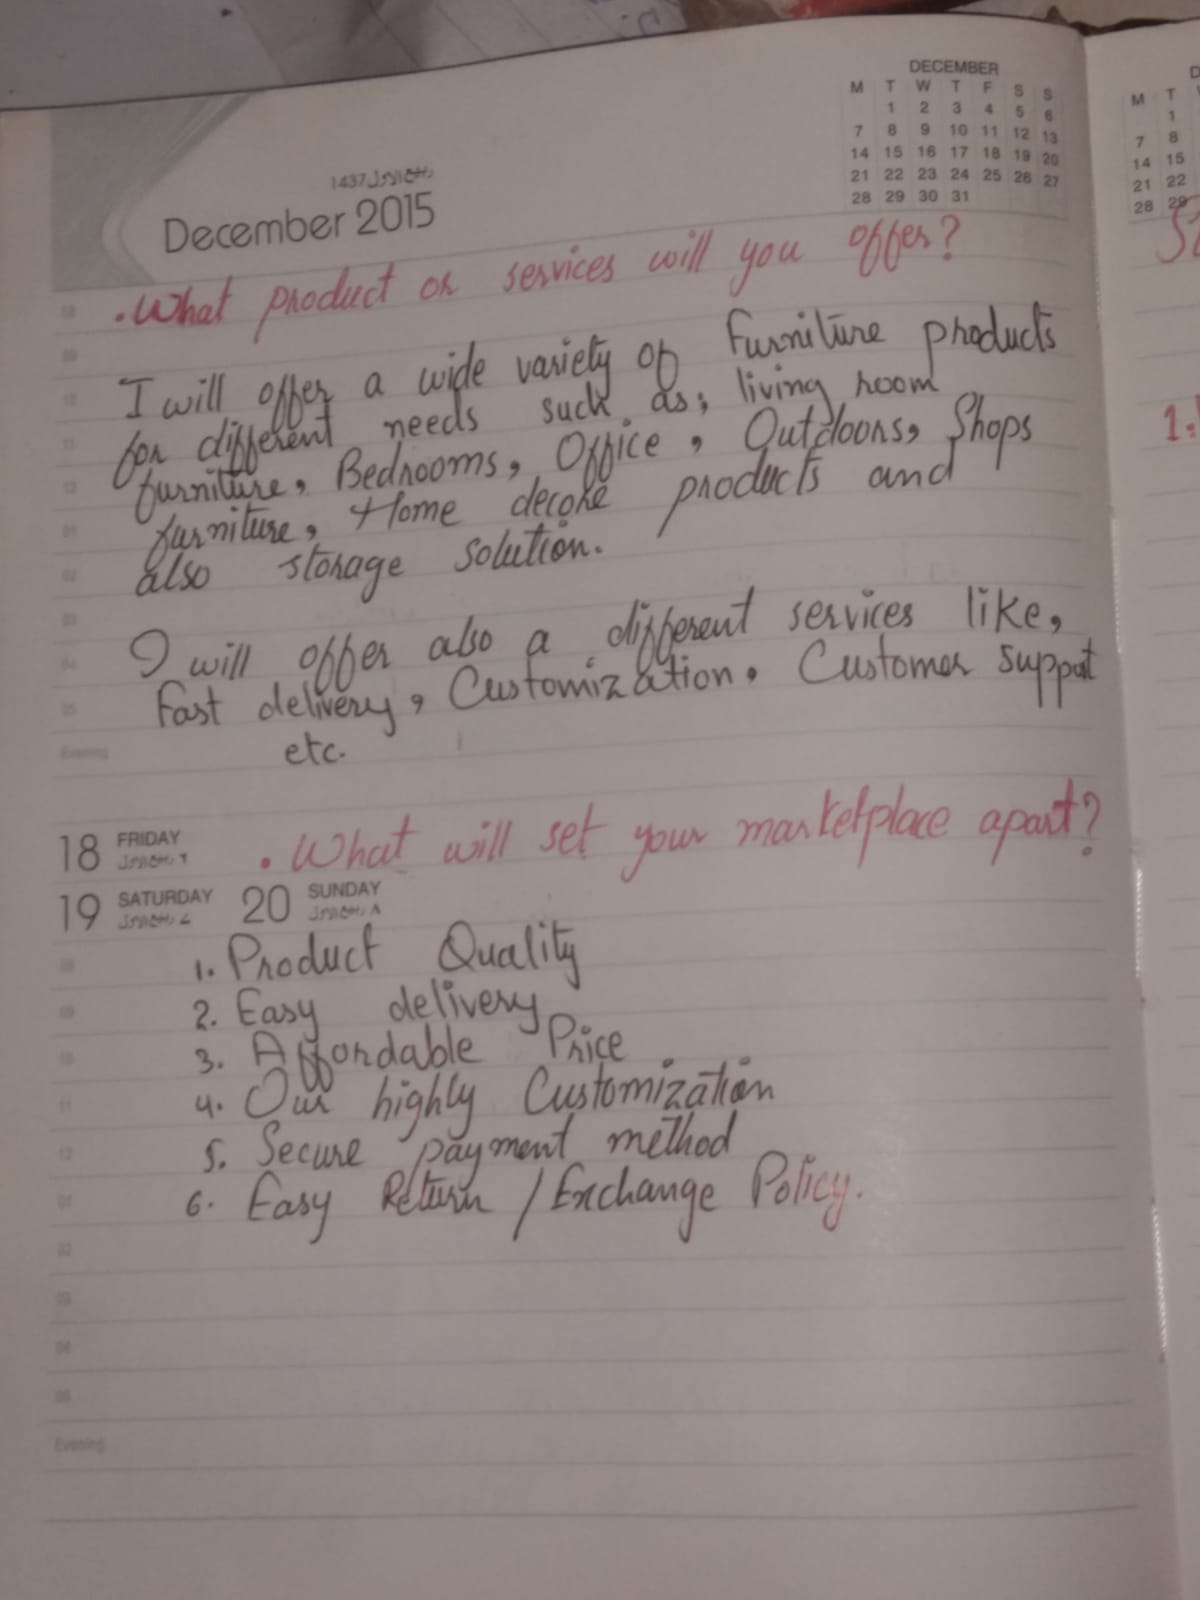 DECEMBER
M T W T F S S
1 2 3 4 5 6
7 8 9 10 11 12 13
14 15 16 17 18 19 20
21 22 23 24 25 26 27
28 29 30 31
1437
December 2015
.What product or services will you offer?
I will offer a wide variety of Furniture products
for different needs such as; living room
furniture, Bedrooms, Office, Outdoors, Shops
furniture, Home decore products and
also storage solution.
I will offer also a different services like,
Fast delivery, Customization, Customer support
etc.
18 FRIDAY
. What will set your marketplace apart?
19 SATURDAY 20 SUNDAY
1. Product Quality
2. Easy delivery
3. Affordable Price
4. Our highly Customization
5. Secure payment method
6. Easy Return / Exchange Policy.
Evening
M T
1
7 8
14 15
21 22
28 29
1.